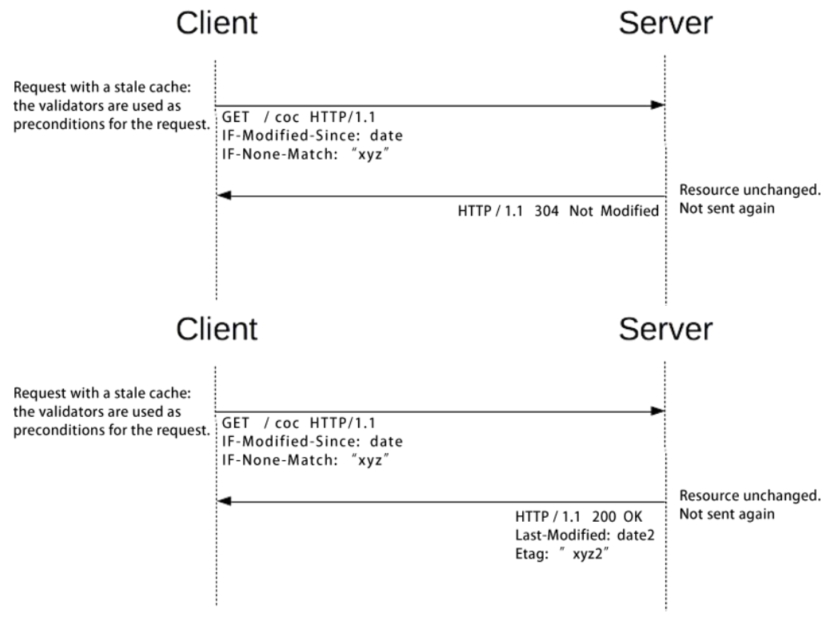 Client
Server
Request with a stale cache:
the validators are used as
preconditions for the request.
GET / coc HTTP/1.1
IF-Modified-Since: date
IF-None-Match: "xyz"
Resource unchanged.
Not sent again
HTTP / 1.1 304 Not Modified
Client
Server
Request with a stale cache:
the validators are used as
preconditions for the request.
GET / coc HTTP/1.1
IF-Modified-Since: date
IF-None-Match: "xyz"
Resource unchanged.
Not sent again
HTTP / 1.1 200 OK
Last-Modified: date2
Etag: " xyz2"